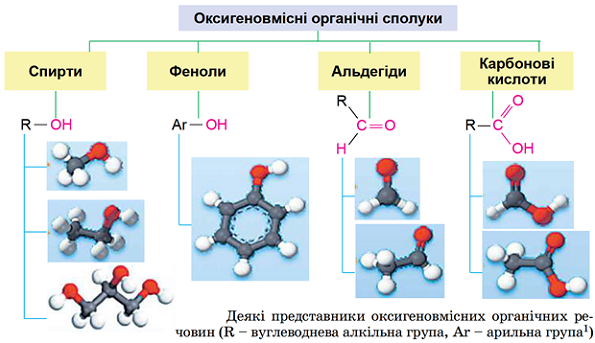 Оксигеновмісні органічні сполуки
Спирти
Феноли
Альдегіди
Карбонові
кислоти
R—OH
Ar—OH
R
C=O
H
O
R—C
OH
Деякі представники оксигеновмісних органічних ре-
човин (R – вуглеводнева алкільна група, Ar – арильна група¹)